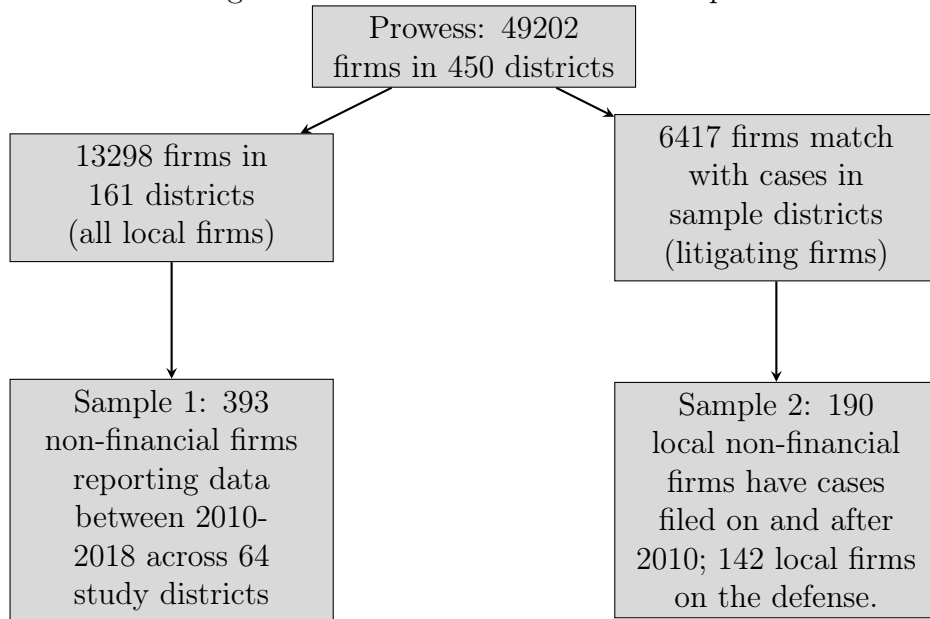 Prowess: 49202
firms in 450 districts
13298 firms in
161 districts
(all local firms)
6417 firms match
with cases in
sample districts
(litigating firms)
Sample 1: 393
non-financial firms
reporting data
between 2010-
2018 across 64
study districts
Sample 2: 190
local non-financial
firms have cases
filed on and after
2010; 142 local firms
on the defense.